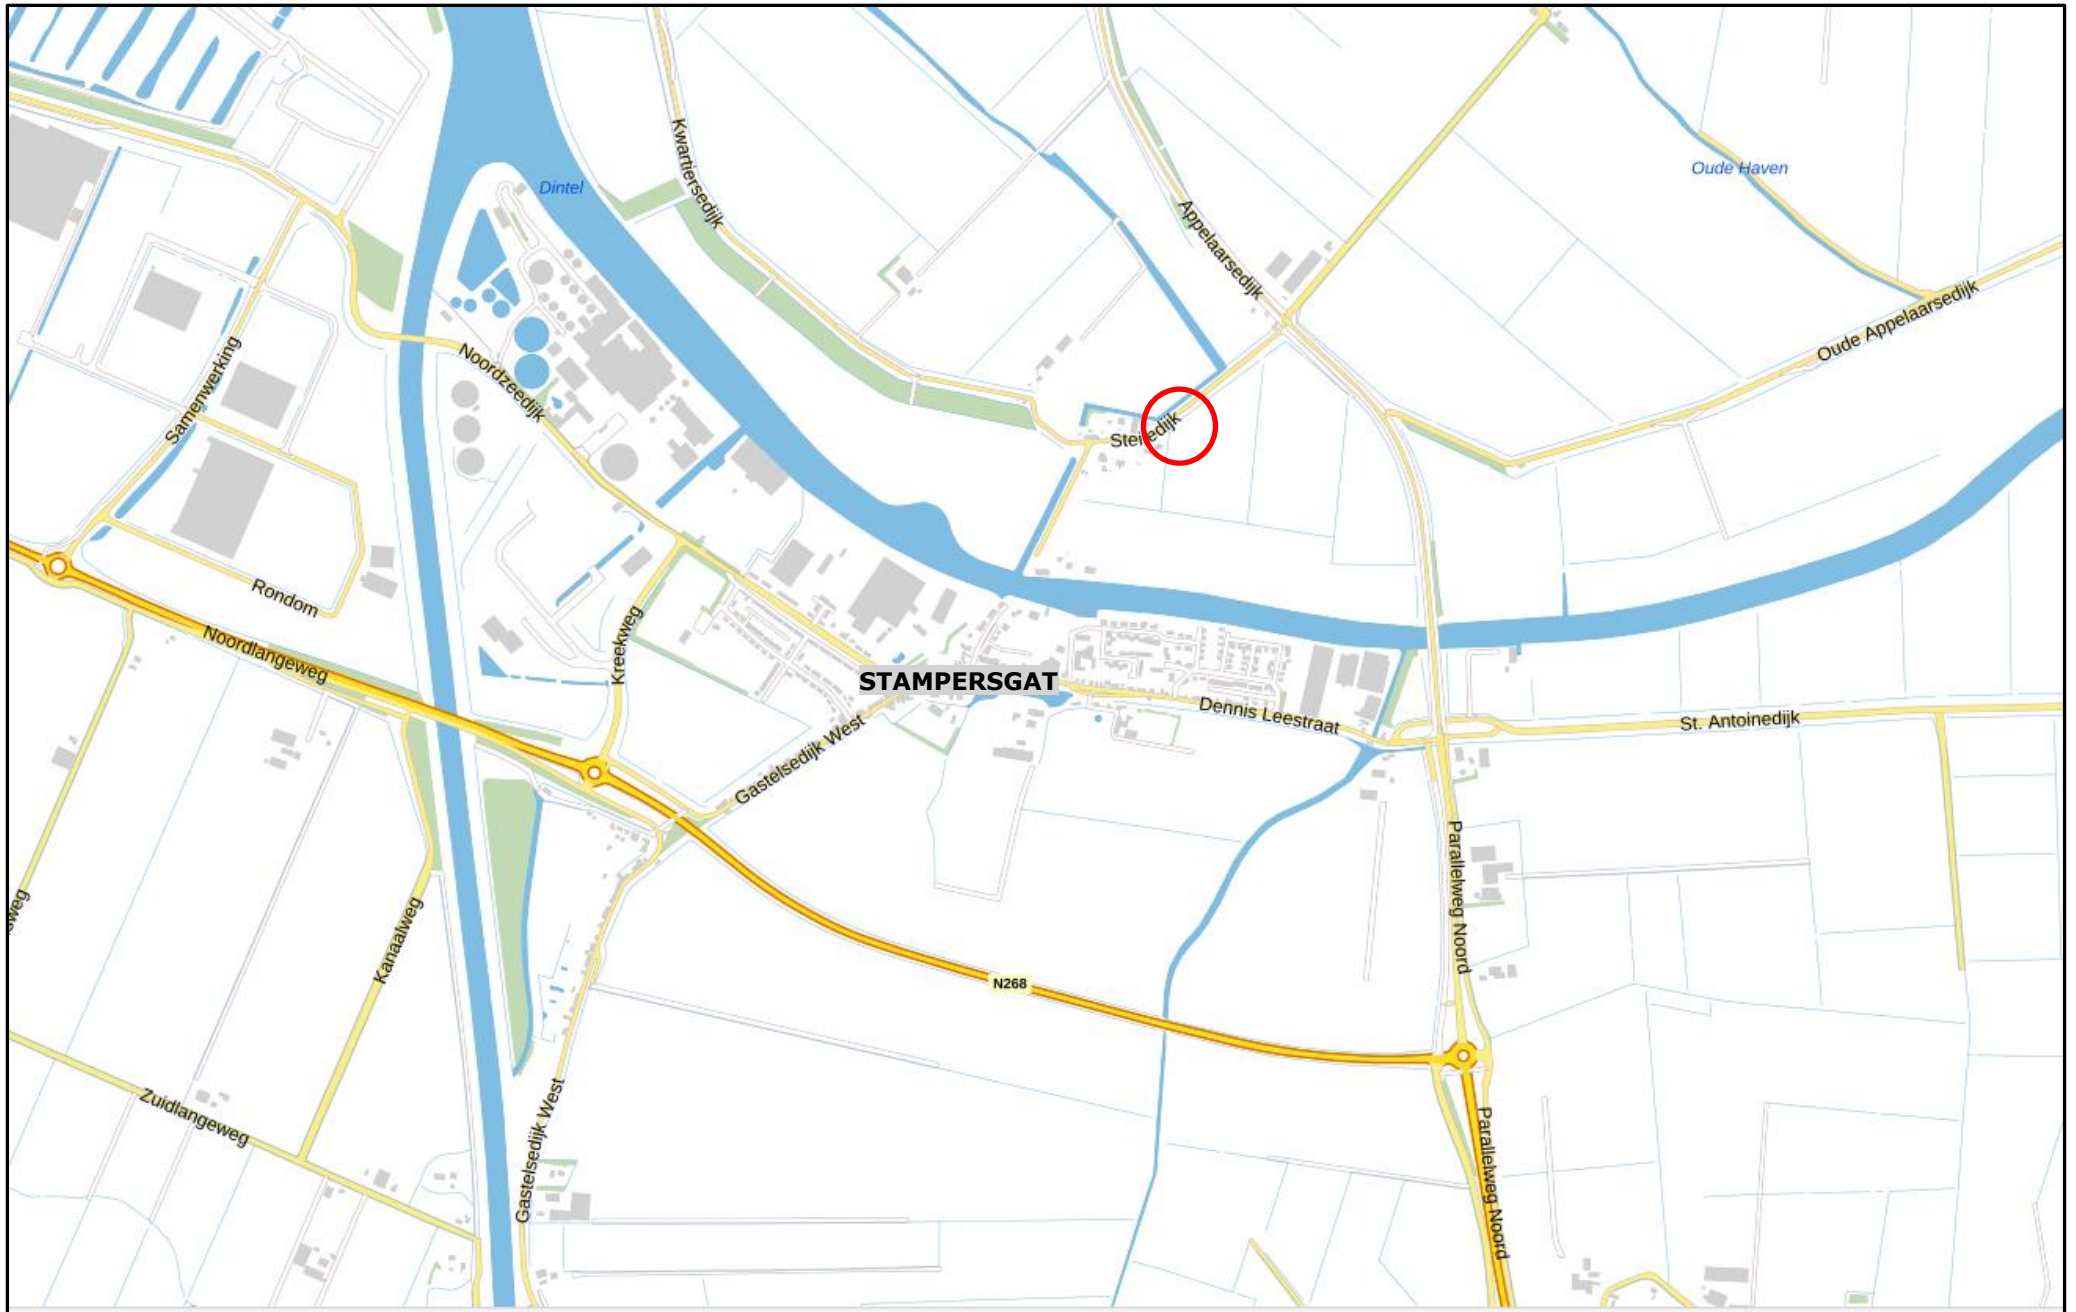 Kwartiersedijk
Dintel
Oude Haven
Appelaarsedijk
Oude Appelaarsedijk
Noordzeedijk
Samenwerking
Rondom
Noordlangeweg
Kreekweg
STAMPERSGAT
Dennis Leestraat
St. Antoinedijk
Gastelsedijk West
Parallelweg Noord
Kanaalweg
N268
Zuidlangeweg
Gastelsedijk West
Parallelweg Noord